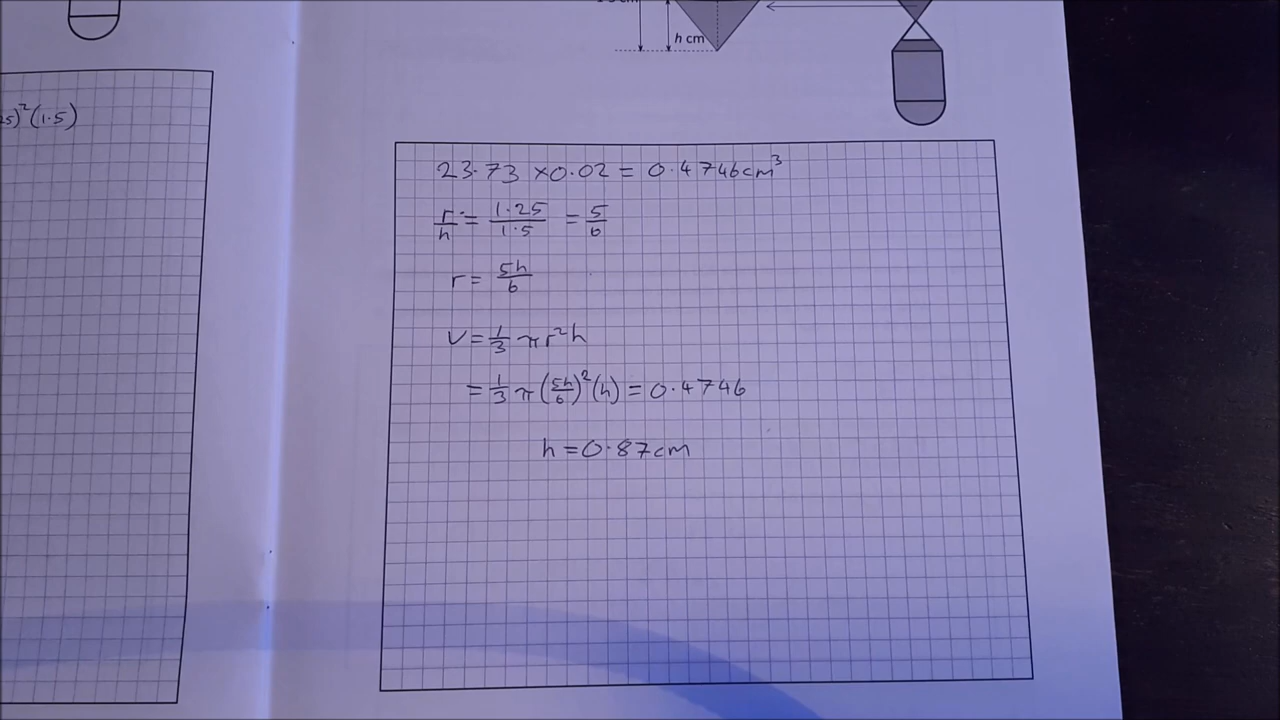 h cm
25)²(1.5)
23.73 × 0.02 = 0.4746cm³
r/h = 1.25/1.5 = 5/6
r = 5h/6
V = 1/3 πr²h
= 1/3 π(5h/6)²(h) = 0.4746
h = 0.87cm